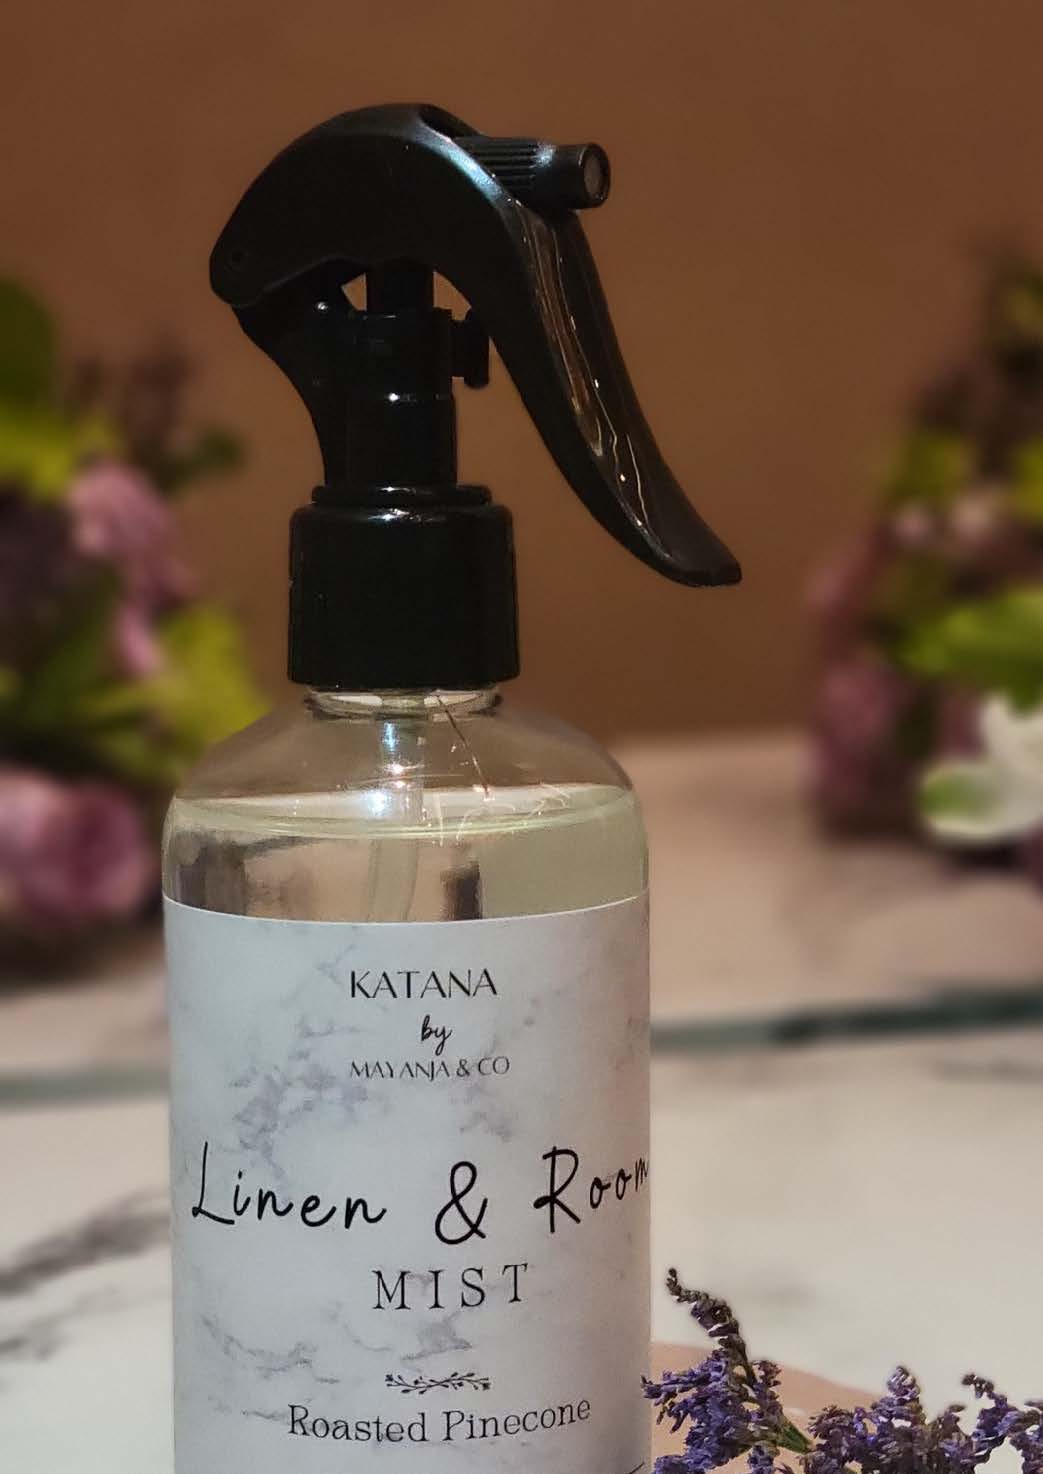 KATANA
by
MAYANJA & CO
Linen & Room
MIST
Roasted Pinecone